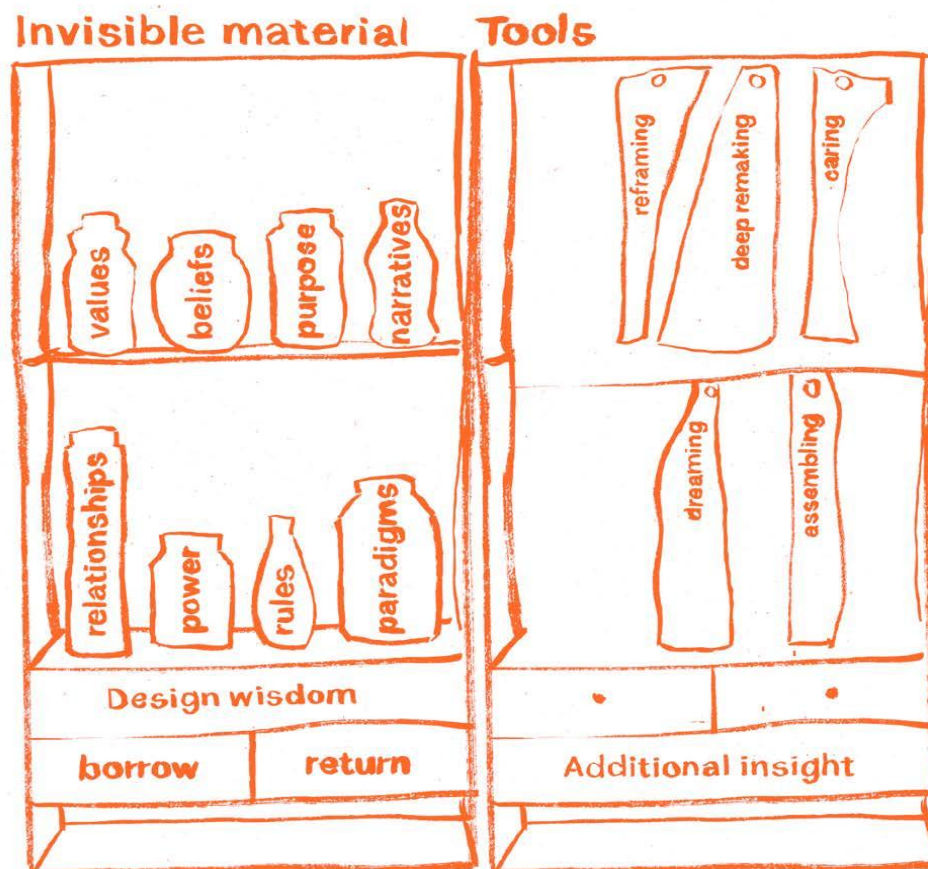 Invisible material
values
beliefs
purpose
narratives
relationships
power
rules
paradigms
Design wisdom
borrow
return
Tools
reframing
deep remaking
caring
dreaming
assembling
Additional insight